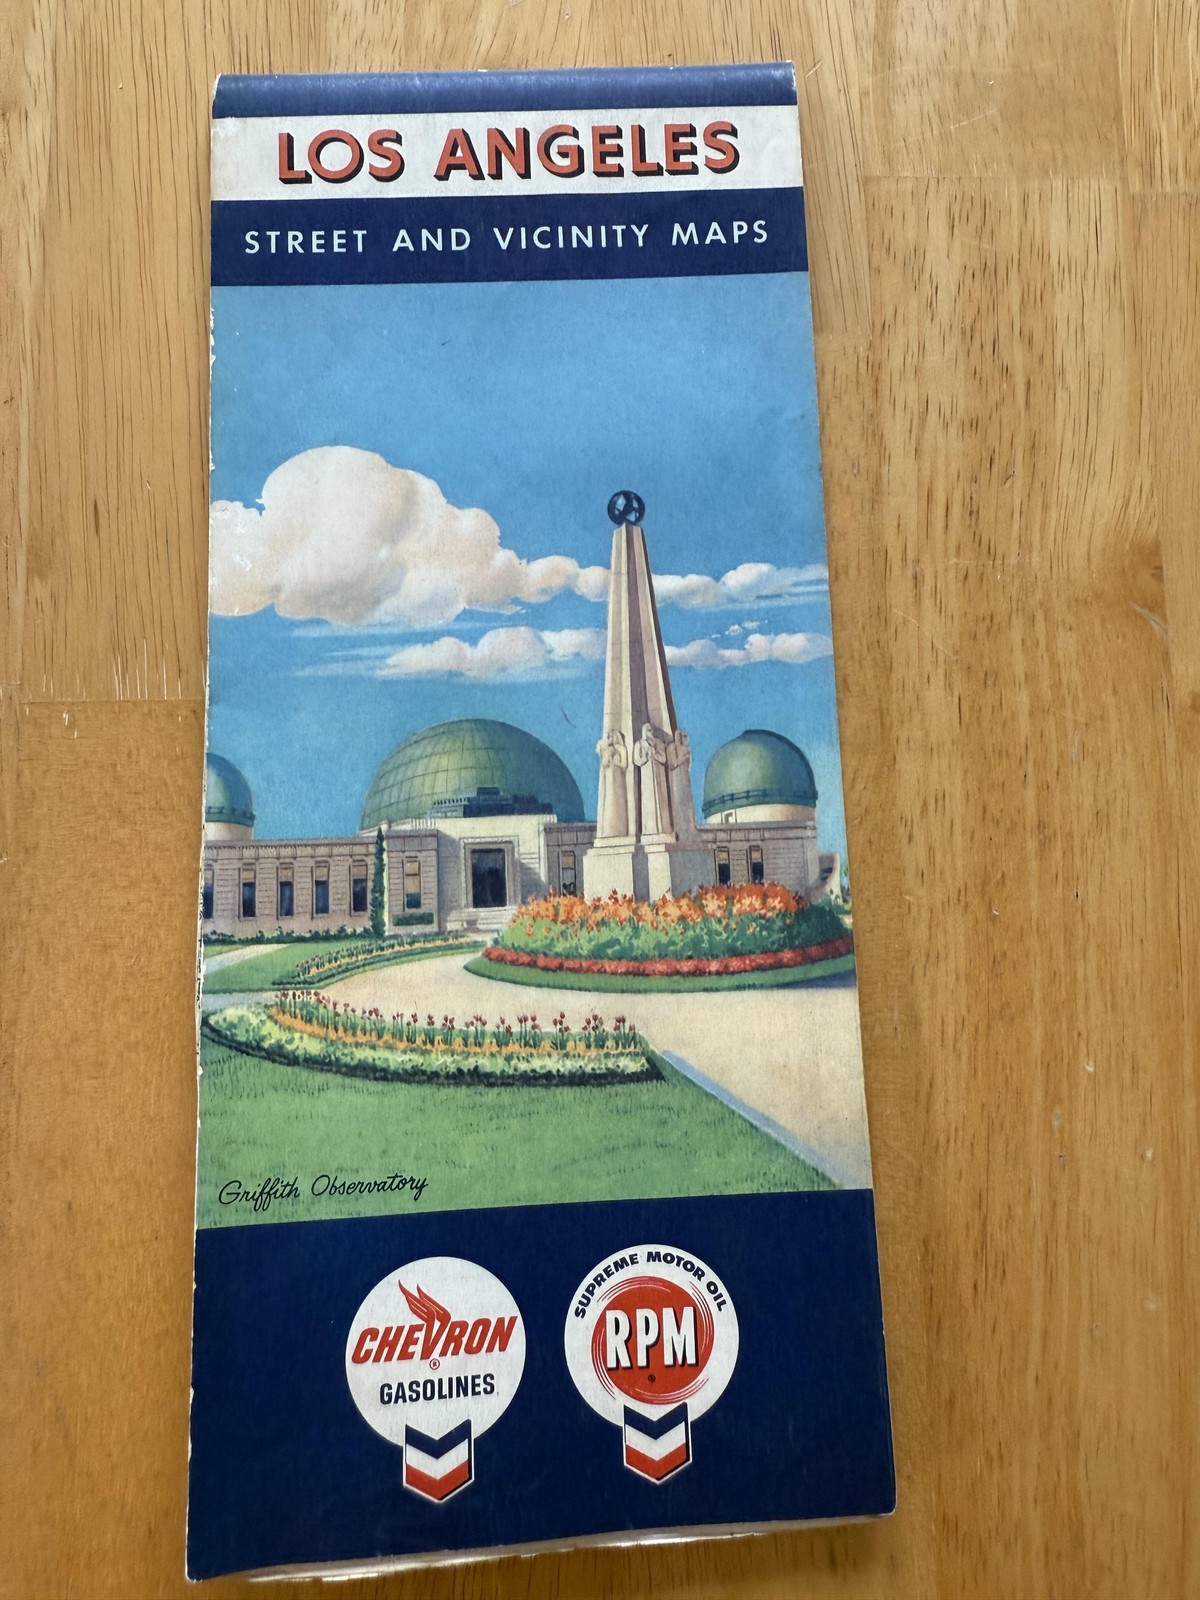 LOS ANGELES
STREET AND VICINITY MAPS
Griffith Observatory
CHEVRON
®
GASOLINES
SUPREME MOTOR OIL
RPM
®